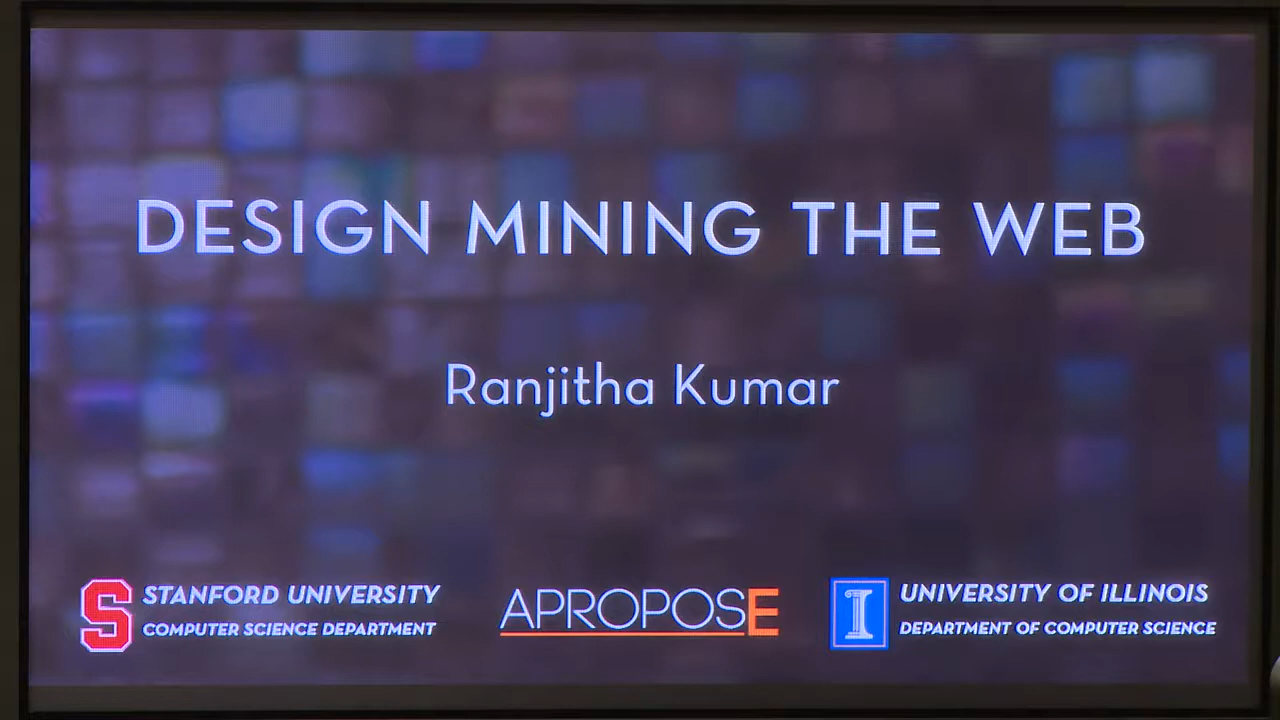 DESIGN MINING THE WEB
Ranjitha Kumar
S STANFORD UNIVERSITY
COMPUTER SCIENCE DEPARTMENT
APROPOSE
I UNIVERSITY OF ILLINOIS
DEPARTMENT OF COMPUTER SCIENCE